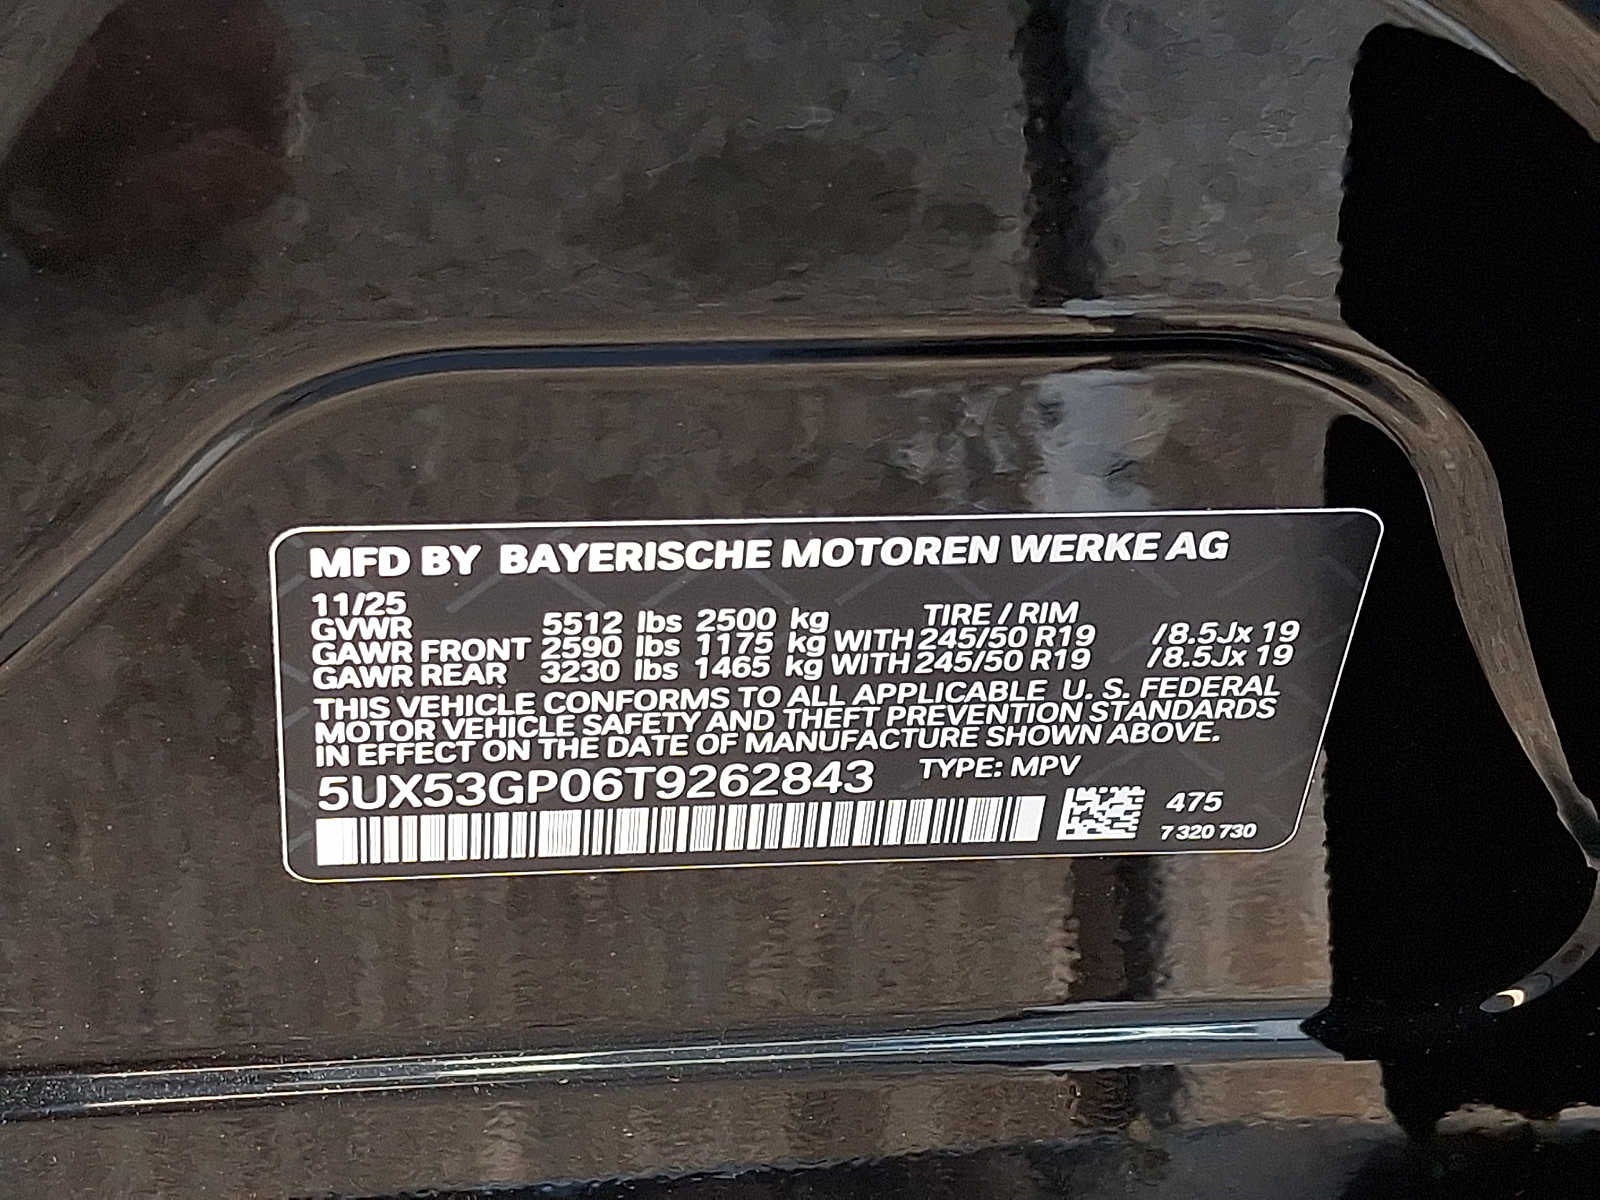 MFD BY BAYERISCHE MOTOREN WERKE AG
11/25 TIRE / RIM
GVWR 5512 lbs 2500 kg
GAWR FRONT 2590 lbs 1175 kg WITH 245/50 R19 /8.5Jx 19
GAWR REAR 3230 lbs 1465 kg WITH 245/50 R19 /8.5Jx 19
THIS VEHICLE CONFORMS TO ALL APPLICABLE U. S. FEDERAL
MOTOR VEHICLE SAFETY AND THEFT PREVENTION STANDARDS
IN EFFECT ON THE DATE OF MANUFACTURE SHOWN ABOVE.
5UX53GP06T9262843 TYPE: MPV
475
7 320 730